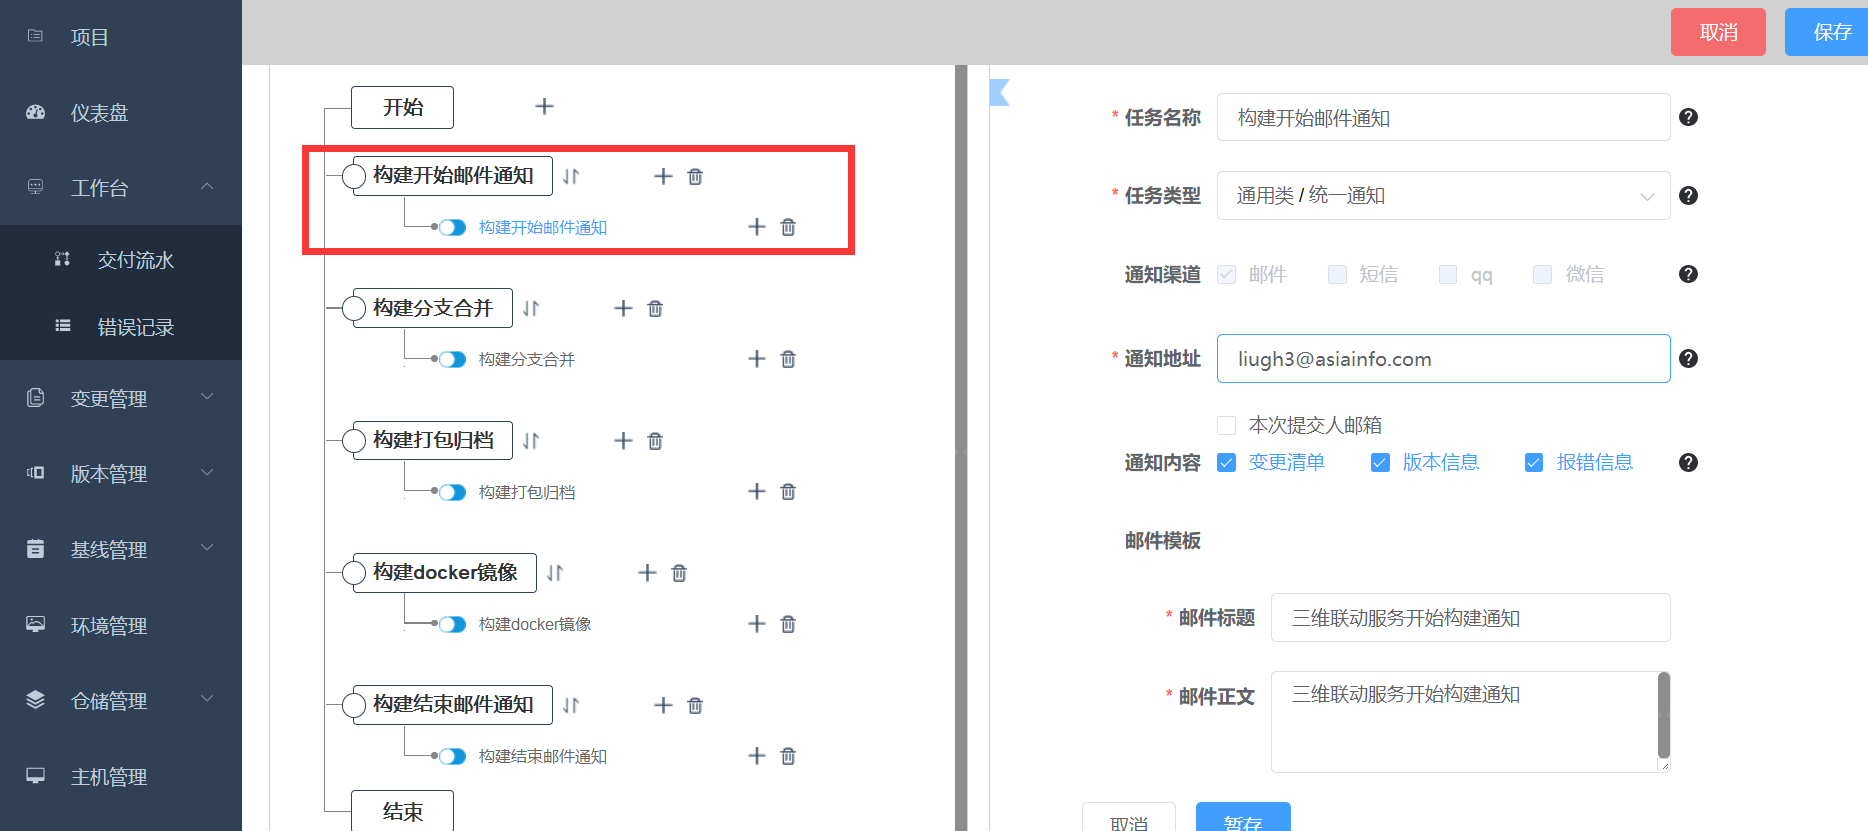 项目
仪表盘
工作台
交付流水
错误记录
变更管理
版本管理
基线管理
环境管理
仓储管理
主机管理
取消
保存
开始
构建开始邮件通知
构建开始邮件通知
构建分支合并
构建分支合并
构建打包归档
构建打包归档
构建docker镜像
构建docker镜像
构建结束邮件通知
构建结束邮件通知
结束
* 任务名称 构建开始邮件通知
* 任务类型 通用类 / 统一通知
通知渠道 邮件 短信 qq 微信
* 通知地址 liugh3@asiainfo.com
本次提交人邮箱
通知内容 变更清单 版本信息 报错信息
邮件模板
* 邮件标题 三维联动服务开始构建通知
* 邮件正文 三维联动服务开始构建通知
取消 暂存